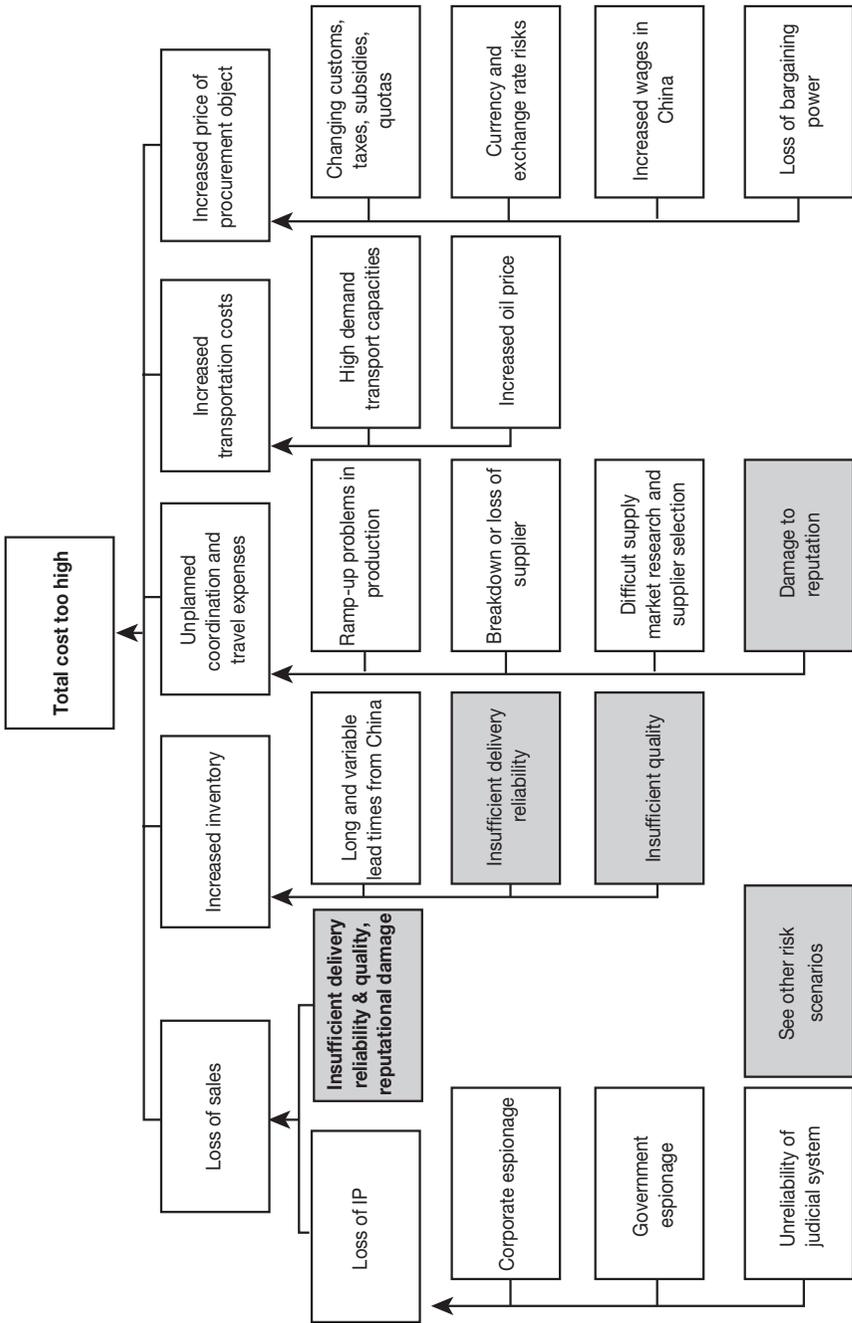 Total cost too high
Loss of sales
Increased inventory
Unplanned
coordination and
travel expenses
Increased
transportation costs
Increased price of
procurement object
Loss of IP
Insufficient delivery
reliability & quality,
reputational damage
Long and variable
lead times from China
Ramp-up problems in
production
High demand
transport capacities
Changing customs,
taxes, subsidies,
quotas
Corporate espionage
Insufficient delivery
reliability
Breakdown or loss of
supplier
Increased oil price
Currency and
exchange rate risks
Government
espionage
Insufficient quality
Difficult supply
market research and
supplier selection
Increased wages in
China
Unreliability of
judicial system
See other risk
scenarios
Damage to
reputation
Loss of bargaining
power